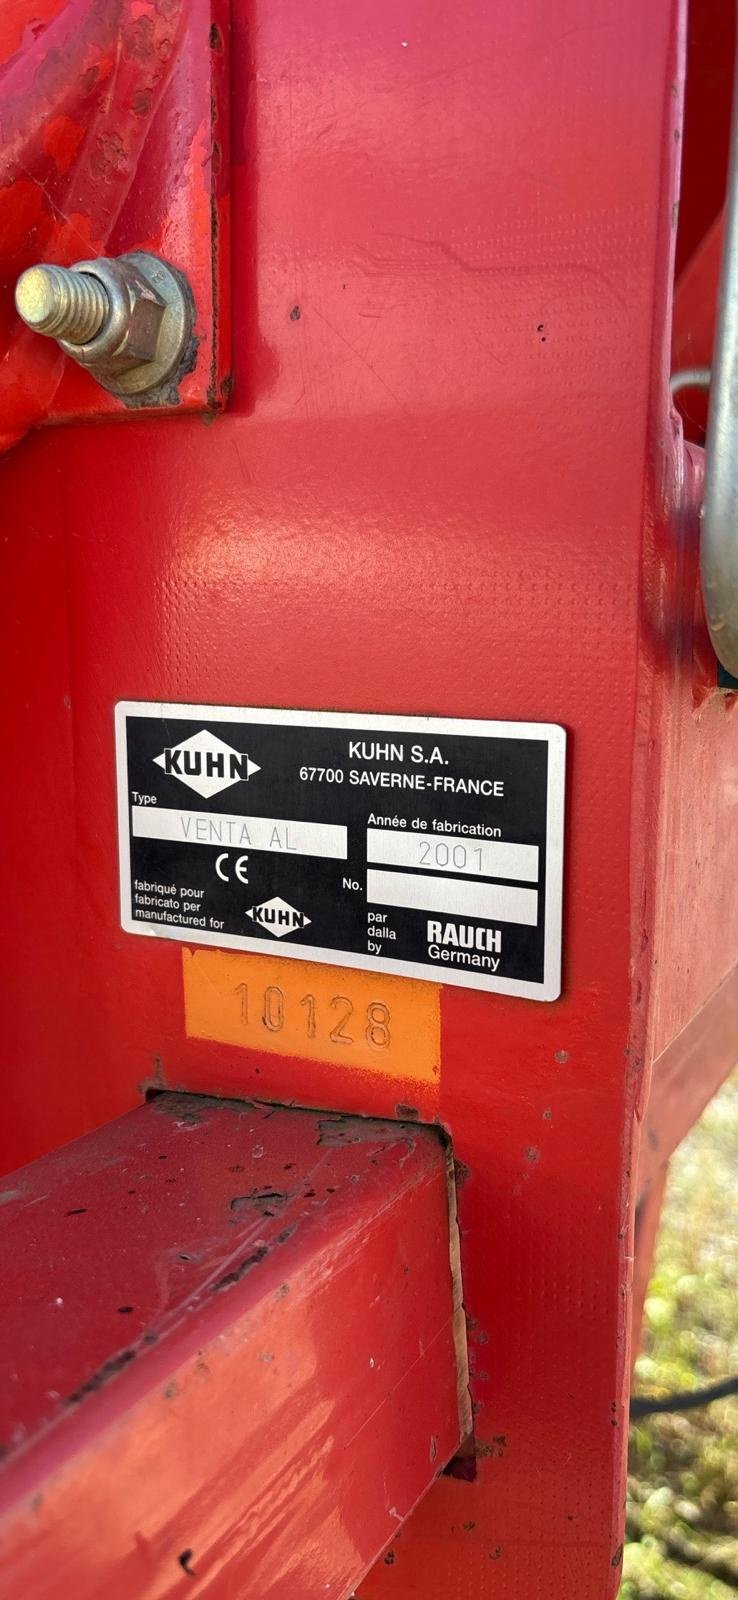 KUHN
KUHN S.A.
67700 SAVERNE-FRANCE
Type
VENTA AL
Année de fabrication
2001
CE
No.
fabriqué pour
fabricato per
manufactured for
KUHN
par
dalla
by
RAUCH
Germany
10128